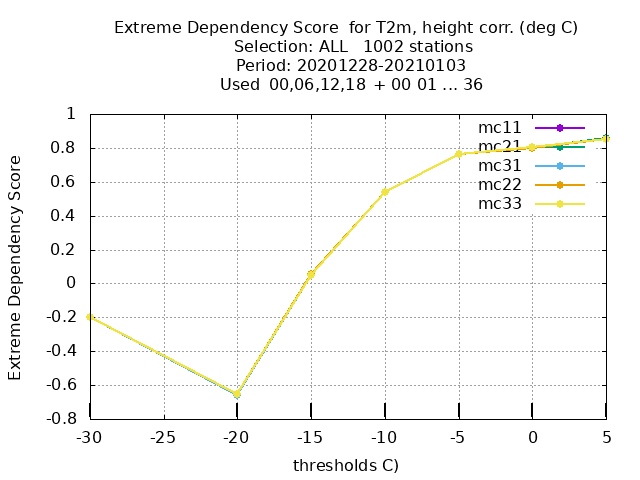 Extreme Dependency Score  for T2m, height corr. (deg C)
Selection: ALL   1002 stations
Period: 20201228-20210103
Used  00,06,12,18  + 00 01 ... 36
mc11
mc21
mc31
mc22
mc33
Extreme Dependency Score
1
0.8
0.6
0.4
0.2
0
-0.2
-0.4
-0.6
-0.8
-30 -25 -20 -15 -10 -5 0 5
thresholds C)